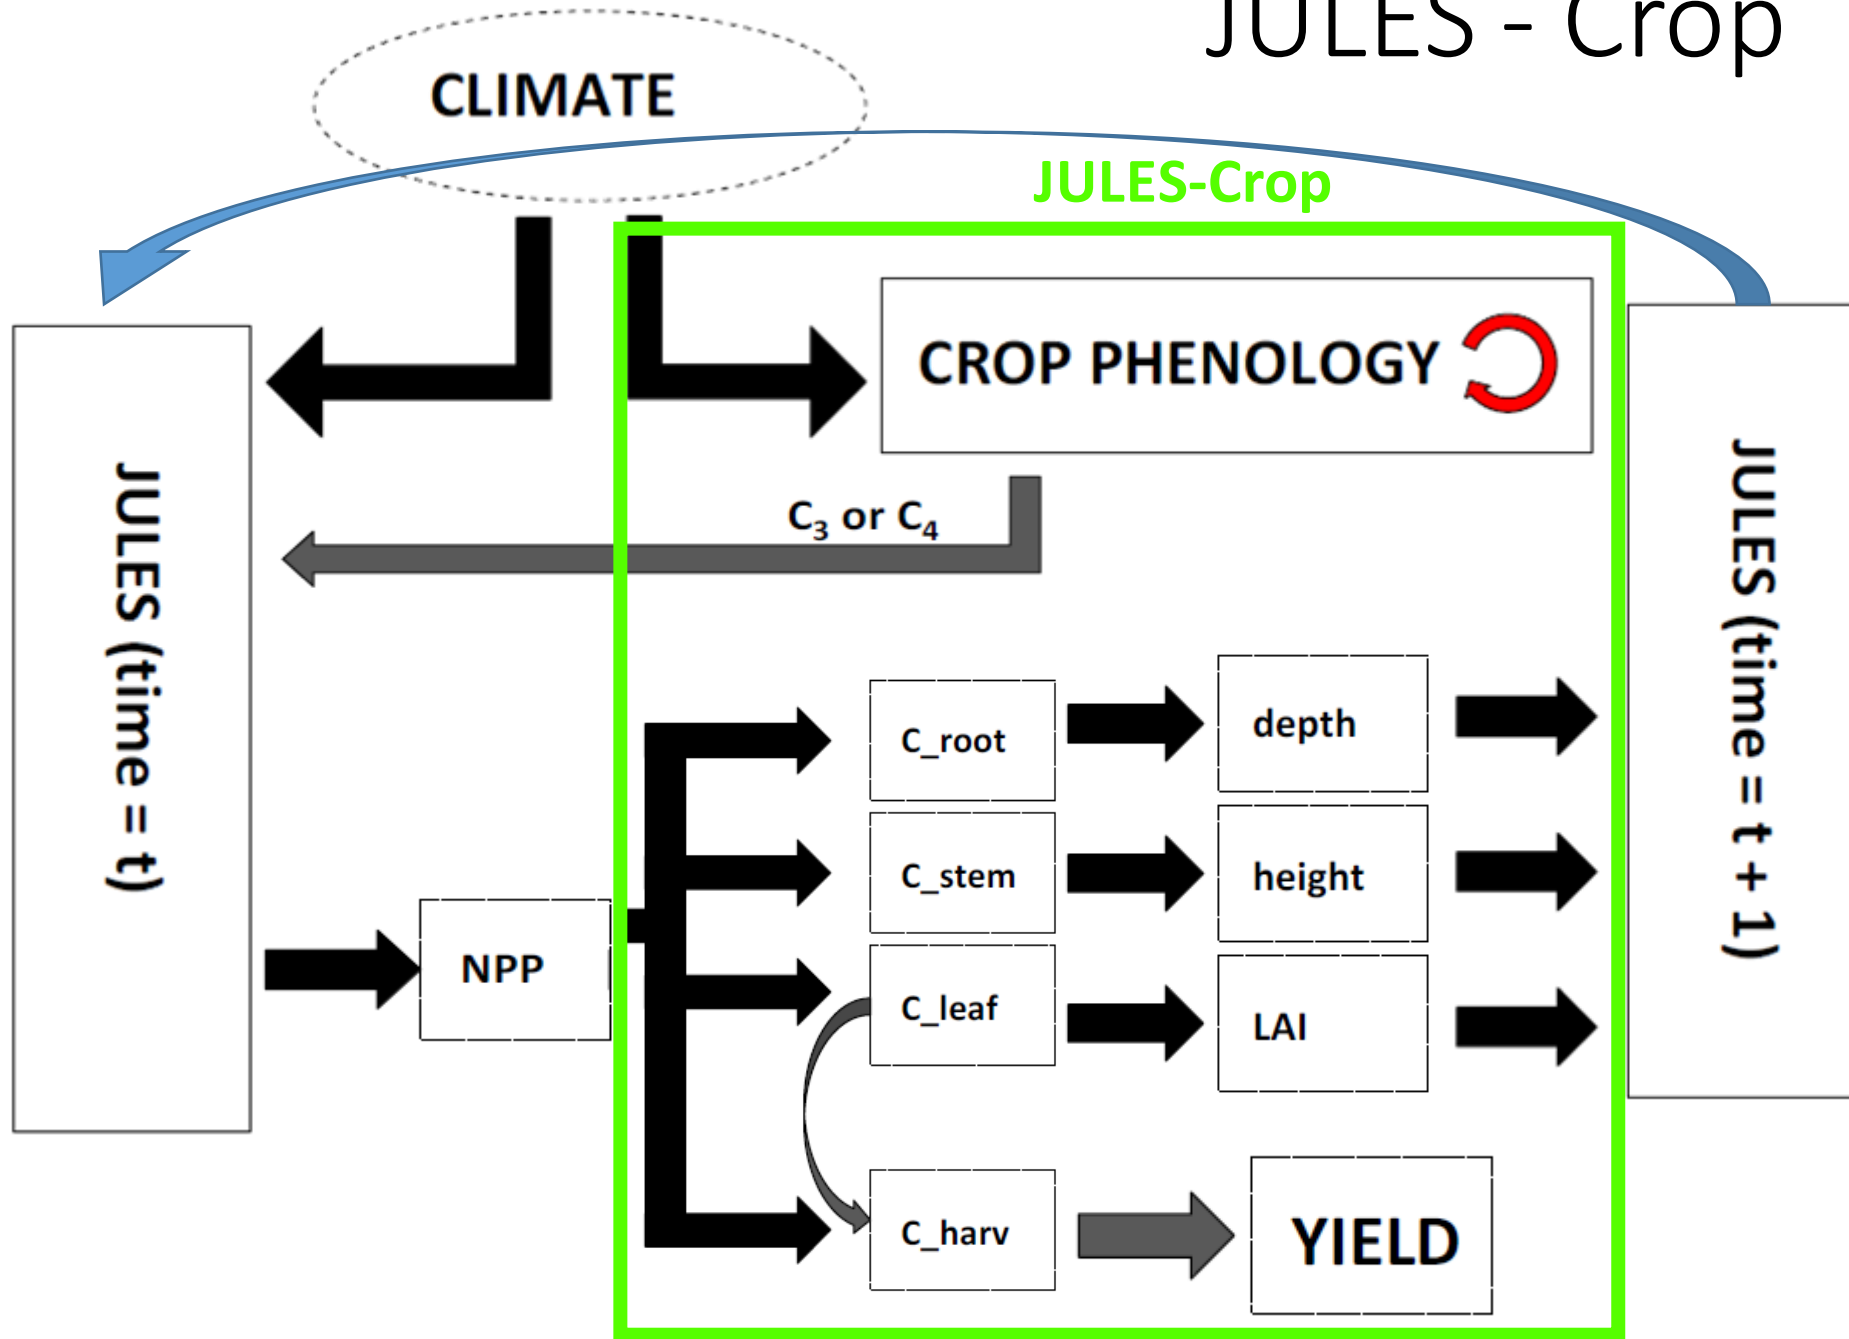 JULES - Crop
CLIMATE
JULES-Crop
CROP PHENOLOGY
C₃ or C₄
JULES (time = t)
JULES (time = t + 1)
C_root
depth
C_stem
height
NPP
C_leaf
LAI
C_harv
YIELD